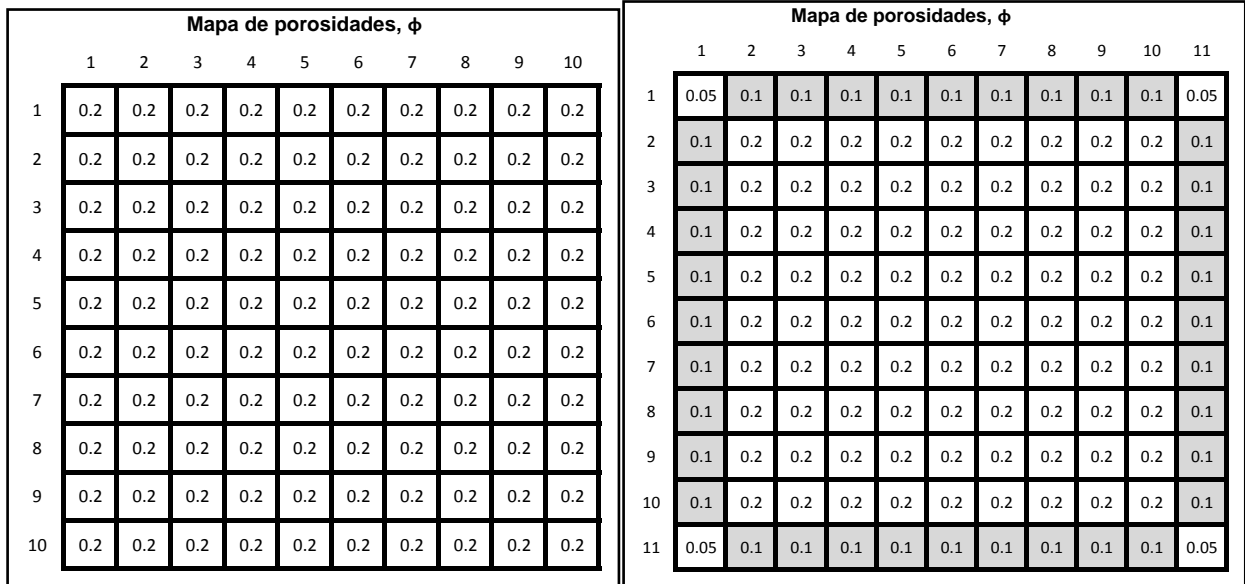 Mapa de porosidades, ϕ
1 2 3 4 5 6 7 8 9 10
1 0.2 0.2 0.2 0.2 0.2 0.2 0.2 0.2 0.2 0.2
2 0.2 0.2 0.2 0.2 0.2 0.2 0.2 0.2 0.2 0.2
3 0.2 0.2 0.2 0.2 0.2 0.2 0.2 0.2 0.2 0.2
4 0.2 0.2 0.2 0.2 0.2 0.2 0.2 0.2 0.2 0.2
5 0.2 0.2 0.2 0.2 0.2 0.2 0.2 0.2 0.2 0.2
6 0.2 0.2 0.2 0.2 0.2 0.2 0.2 0.2 0.2 0.2
7 0.2 0.2 0.2 0.2 0.2 0.2 0.2 0.2 0.2 0.2
8 0.2 0.2 0.2 0.2 0.2 0.2 0.2 0.2 0.2 0.2
9 0.2 0.2 0.2 0.2 0.2 0.2 0.2 0.2 0.2 0.2
10 0.2 0.2 0.2 0.2 0.2 0.2 0.2 0.2 0.2 0.2
Mapa de porosidades, ϕ
1 2 3 4 5 6 7 8 9 10 11
1 0.05 0.1 0.1 0.1 0.1 0.1 0.1 0.1 0.1 0.1 0.05
2 0.1 0.2 0.2 0.2 0.2 0.2 0.2 0.2 0.2 0.2 0.1
3 0.1 0.2 0.2 0.2 0.2 0.2 0.2 0.2 0.2 0.2 0.1
4 0.1 0.2 0.2 0.2 0.2 0.2 0.2 0.2 0.2 0.2 0.1
5 0.1 0.2 0.2 0.2 0.2 0.2 0.2 0.2 0.2 0.2 0.1
6 0.1 0.2 0.2 0.2 0.2 0.2 0.2 0.2 0.2 0.2 0.1
7 0.1 0.2 0.2 0.2 0.2 0.2 0.2 0.2 0.2 0.2 0.1
8 0.1 0.2 0.2 0.2 0.2 0.2 0.2 0.2 0.2 0.2 0.1
9 0.1 0.2 0.2 0.2 0.2 0.2 0.2 0.2 0.2 0.2 0.1
10 0.1 0.2 0.2 0.2 0.2 0.2 0.2 0.2 0.2 0.2 0.1
11 0.05 0.1 0.1 0.1 0.1 0.1 0.1 0.1 0.1 0.1 0.05